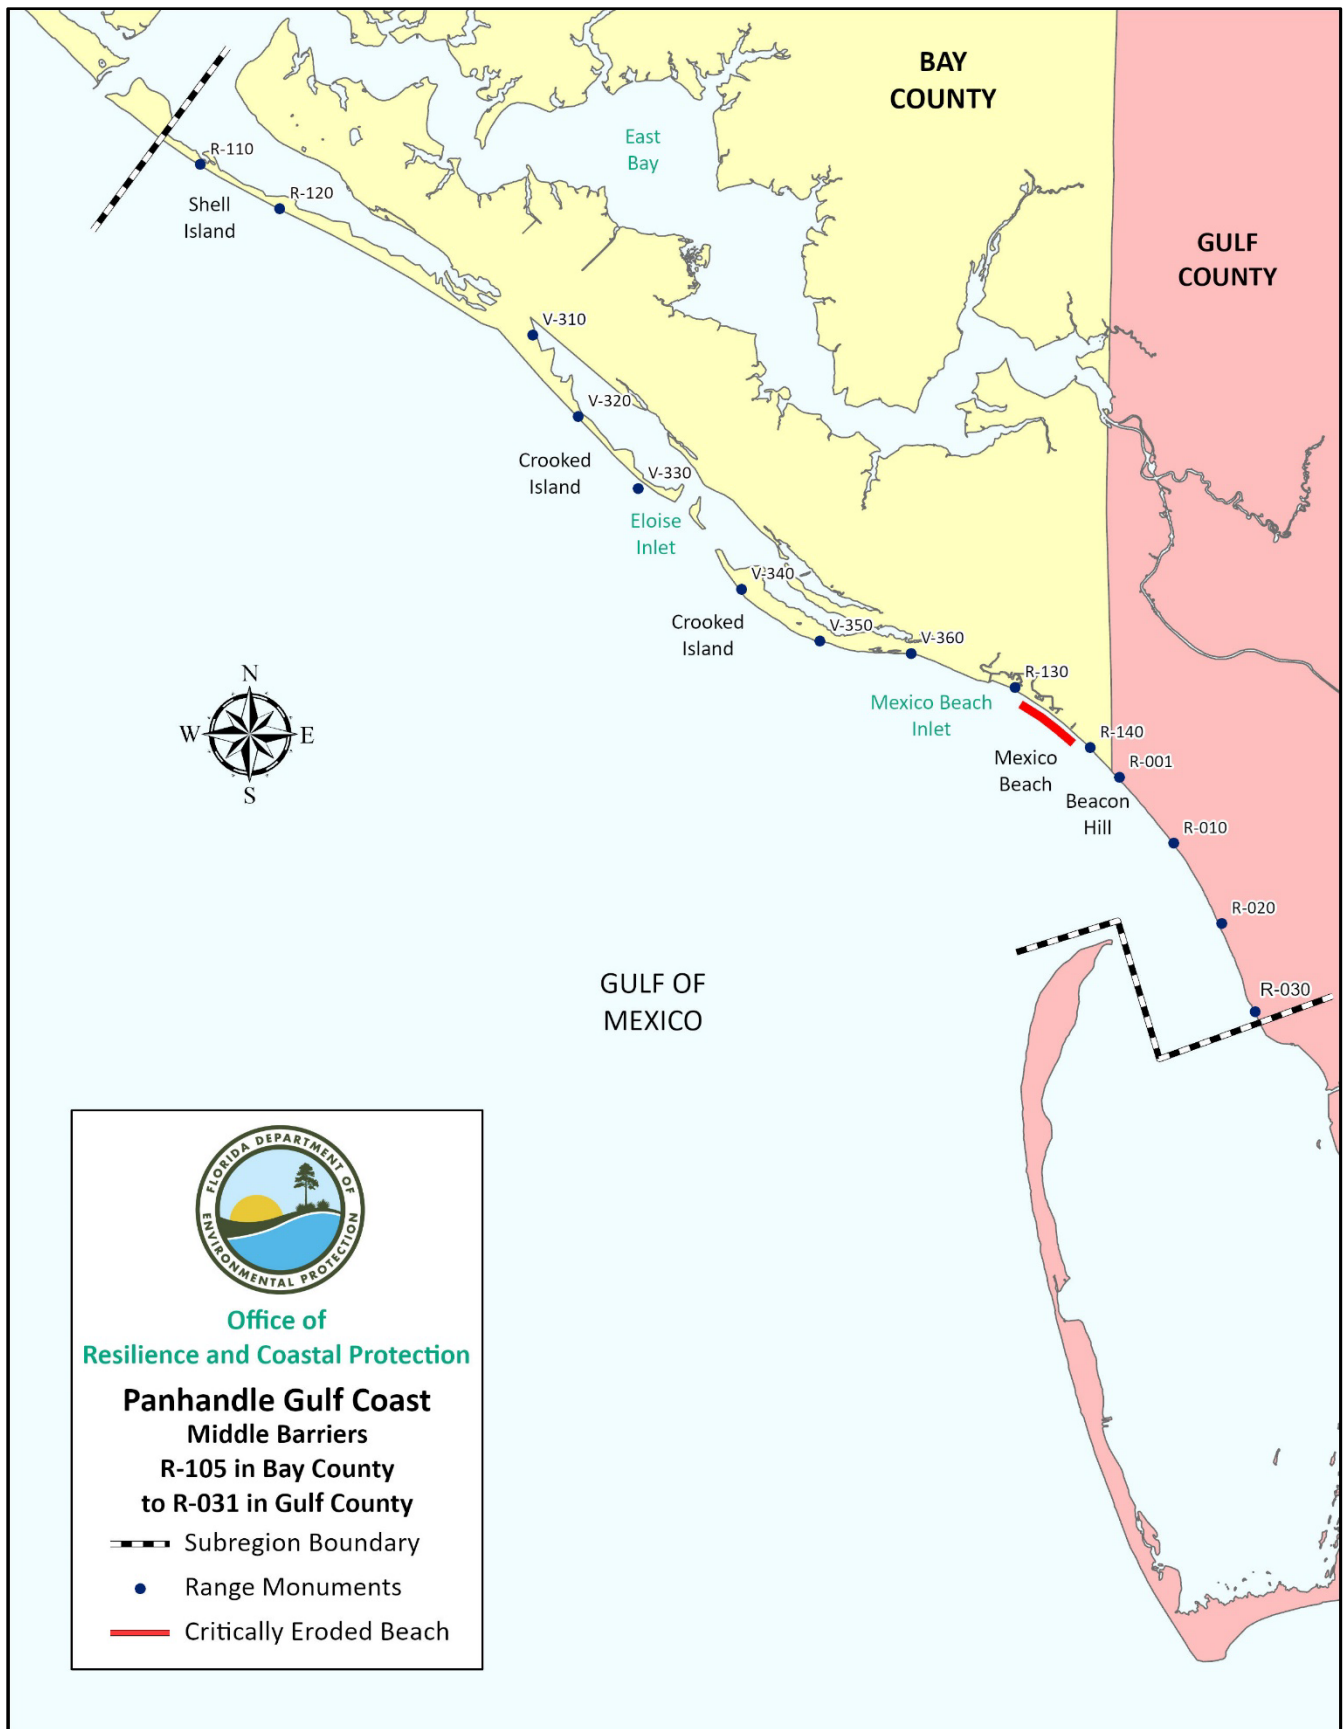 BAY
COUNTY
East
Bay
R-110
R-120
Shell
Island
GULF
COUNTY
V-310
V-320
Crooked
Island
V-330
Eloise
Inlet
V-340
Crooked
Island
V-350
V-360
R-130
Mexico Beach
Inlet
R-140
Mexico
Beach
R-001
Beacon
Hill
R-010
R-020
R-030
N
W
E
S
GULF OF
MEXICO
FLORIDA DEPARTMENT OF
ENVIRONMENTAL PROTECTION
Office of
Resilience and Coastal Protection
Panhandle Gulf Coast
Middle Barriers
R-105 in Bay County
to R-031 in Gulf County
Subregion Boundary
Range Monuments
Critically Eroded Beach